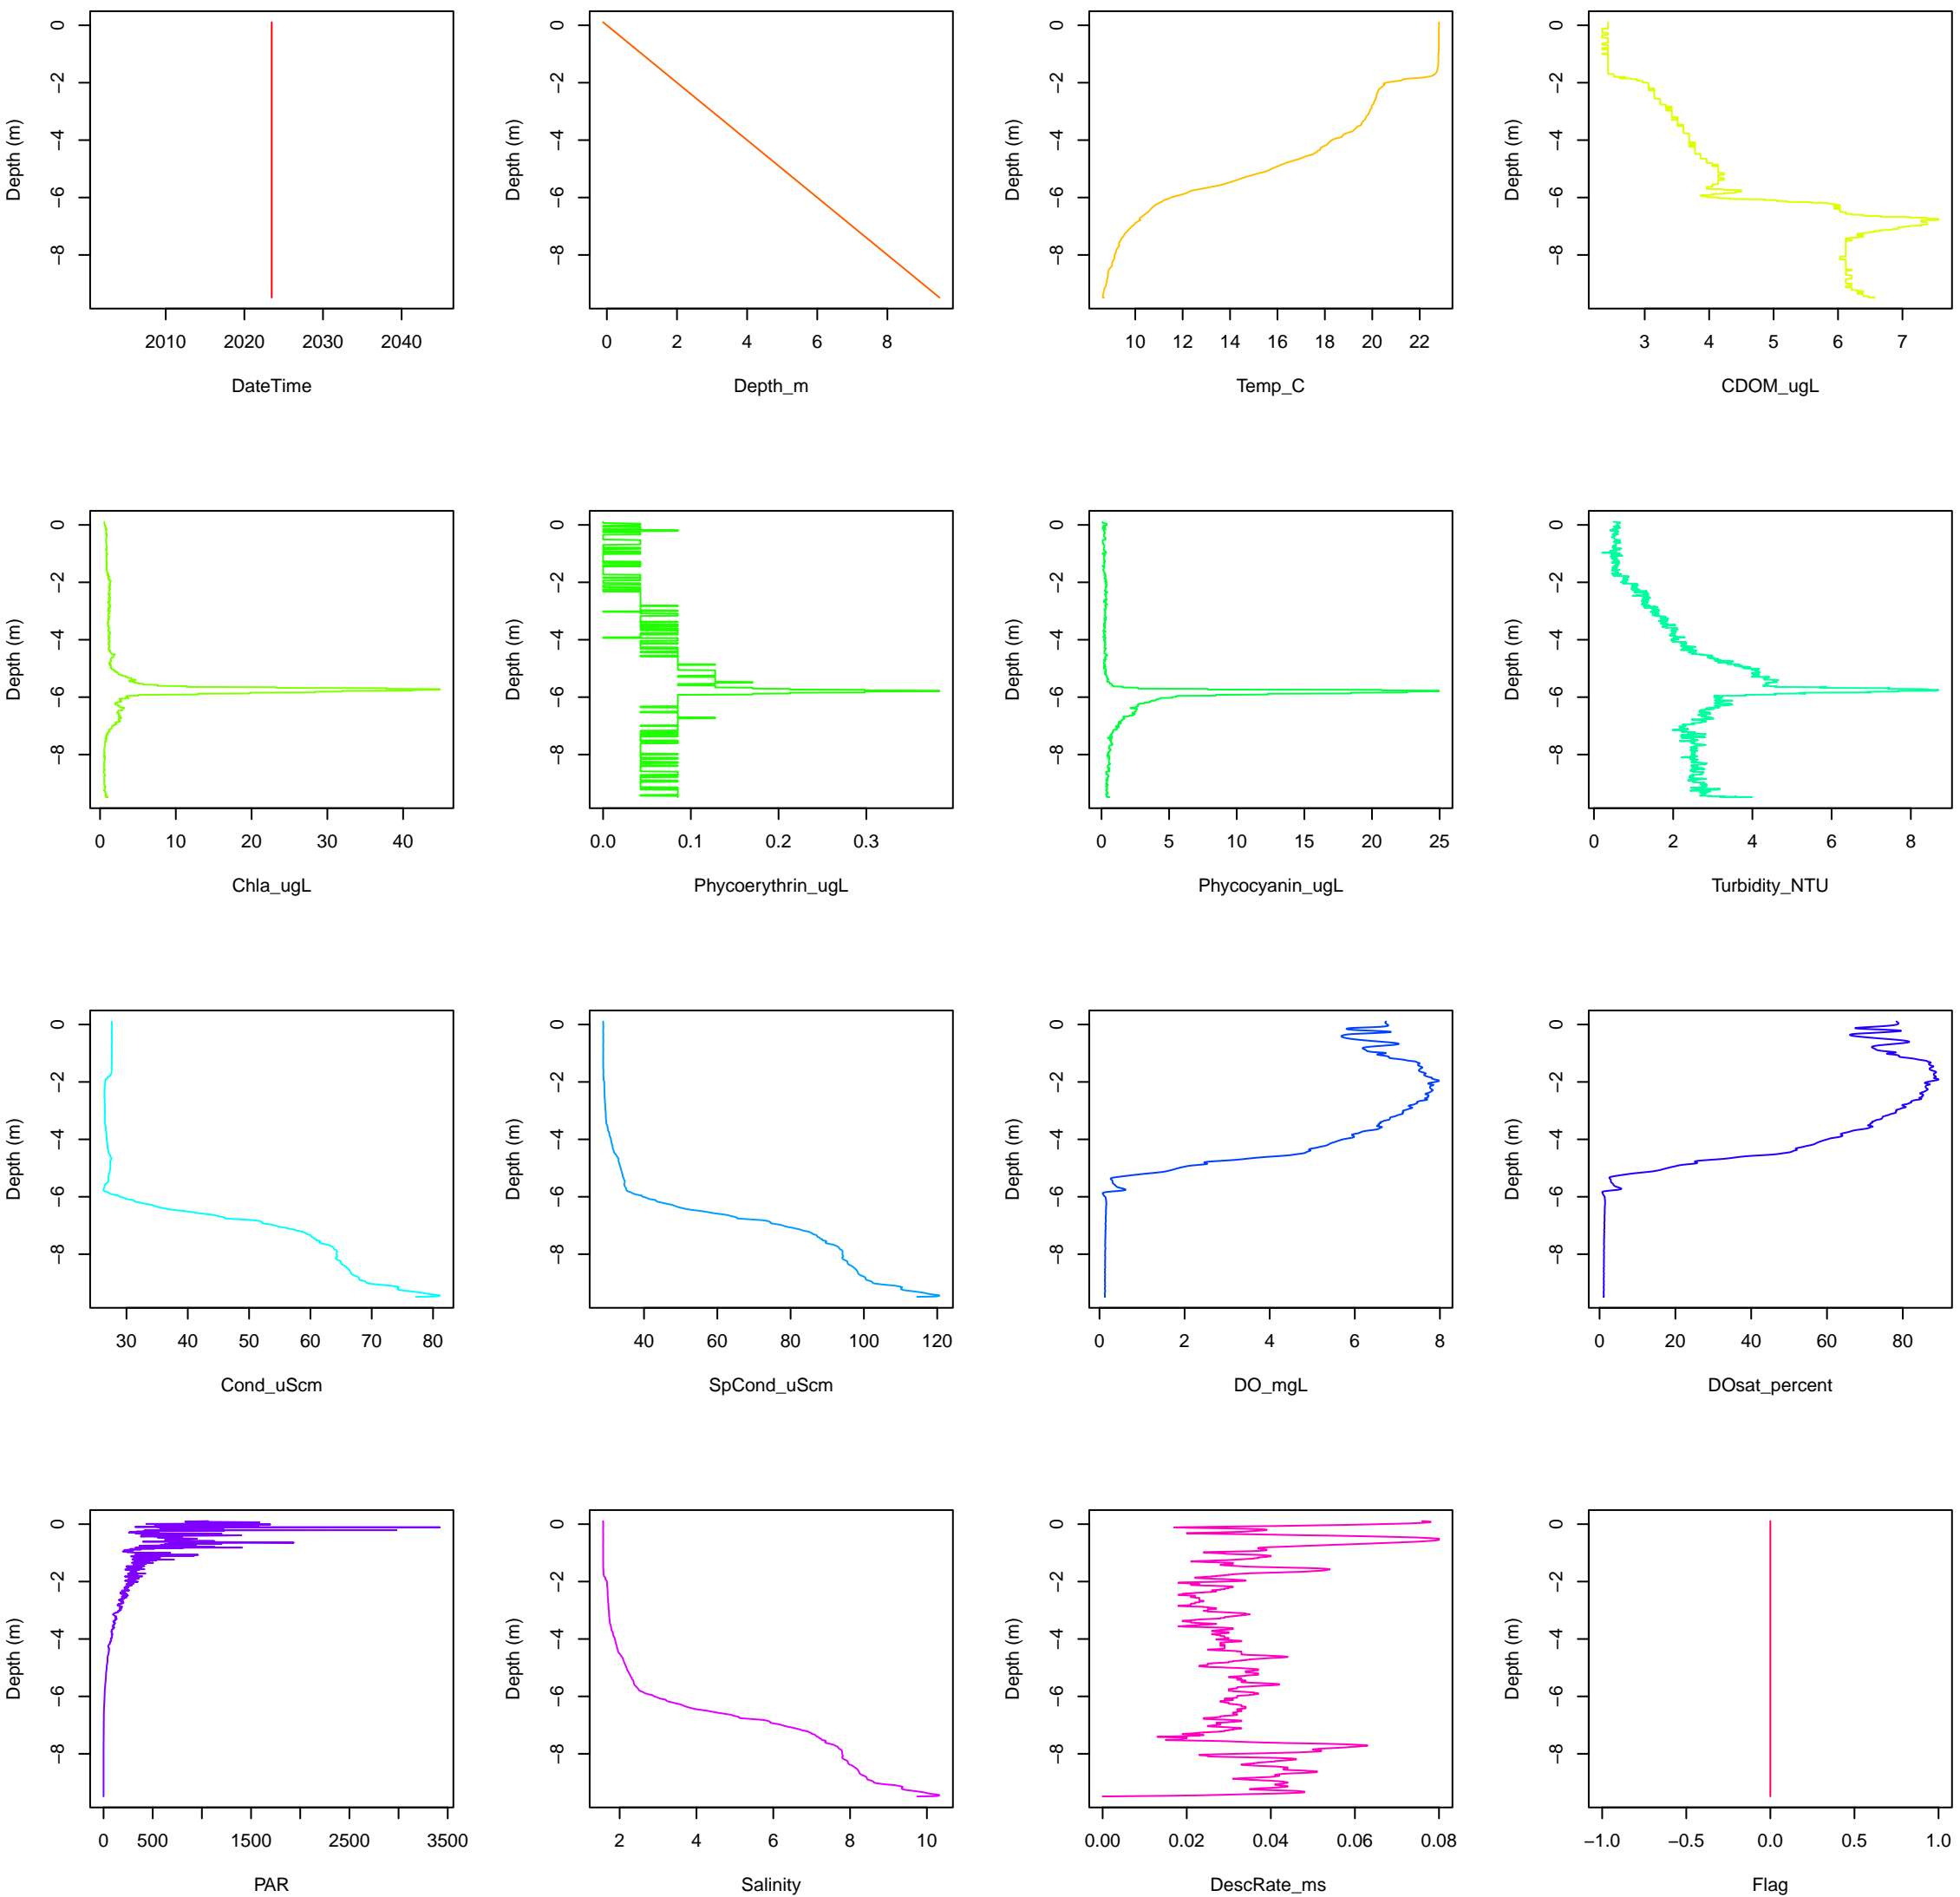 0
-2
-4
-6
-8
Depth (m)
2010 2020 2030 2040
DateTime
0
−2
−4
−6
−8
Depth (m)
0 2 4 6 8
Depth_m
0
−2
−4
−6
−8
Depth (m)
10 12 14 16 18 20 22
Temp_C
0
−2
−4
−6
−8
Depth (m)
3 4 5 6 7
CDOM_ugL
0
−2
−4
−6
−8
Depth (m)
0 10 20 30 40
Chla_ugL
0
−2
−4
−6
−8
Depth (m)
0.0 0.1 0.2 0.3
Phycoerythrin_ugL
0
−2
−4
−6
−8
Depth (m)
0 5 10 15 20 25
Phycocyanin_ugL
0
−2
−4
−6
−8
Depth (m)
0 2 4 6 8
Turbidity_NTU
0
−2
−4
−6
−8
Depth (m)
30 40 50 60 70 80
Cond_uScm
0
−2
−4
−6
−8
Depth (m)
40 60 80 100 120
SpCond_uScm
0
−2
−4
−6
−8
Depth (m)
0 2 4 6 8
DO_mgL
0
−2
−4
−6
−8
Depth (m)
0 20 40 60 80
DOsat_percent
0
−2
−4
−6
−8
Depth (m)
0 500 1500 2500 3500
PAR
0
−2
−4
−6
−8
Depth (m)
2 4 6 8 10
Salinity
0
−2
−4
−6
−8
Depth (m)
0.00 0.02 0.04 0.06 0.08
DescRate_ms
0
−2
−4
−6
−8
Depth (m)
−1.0 −0.5 0.0 0.5 1.0
Flag